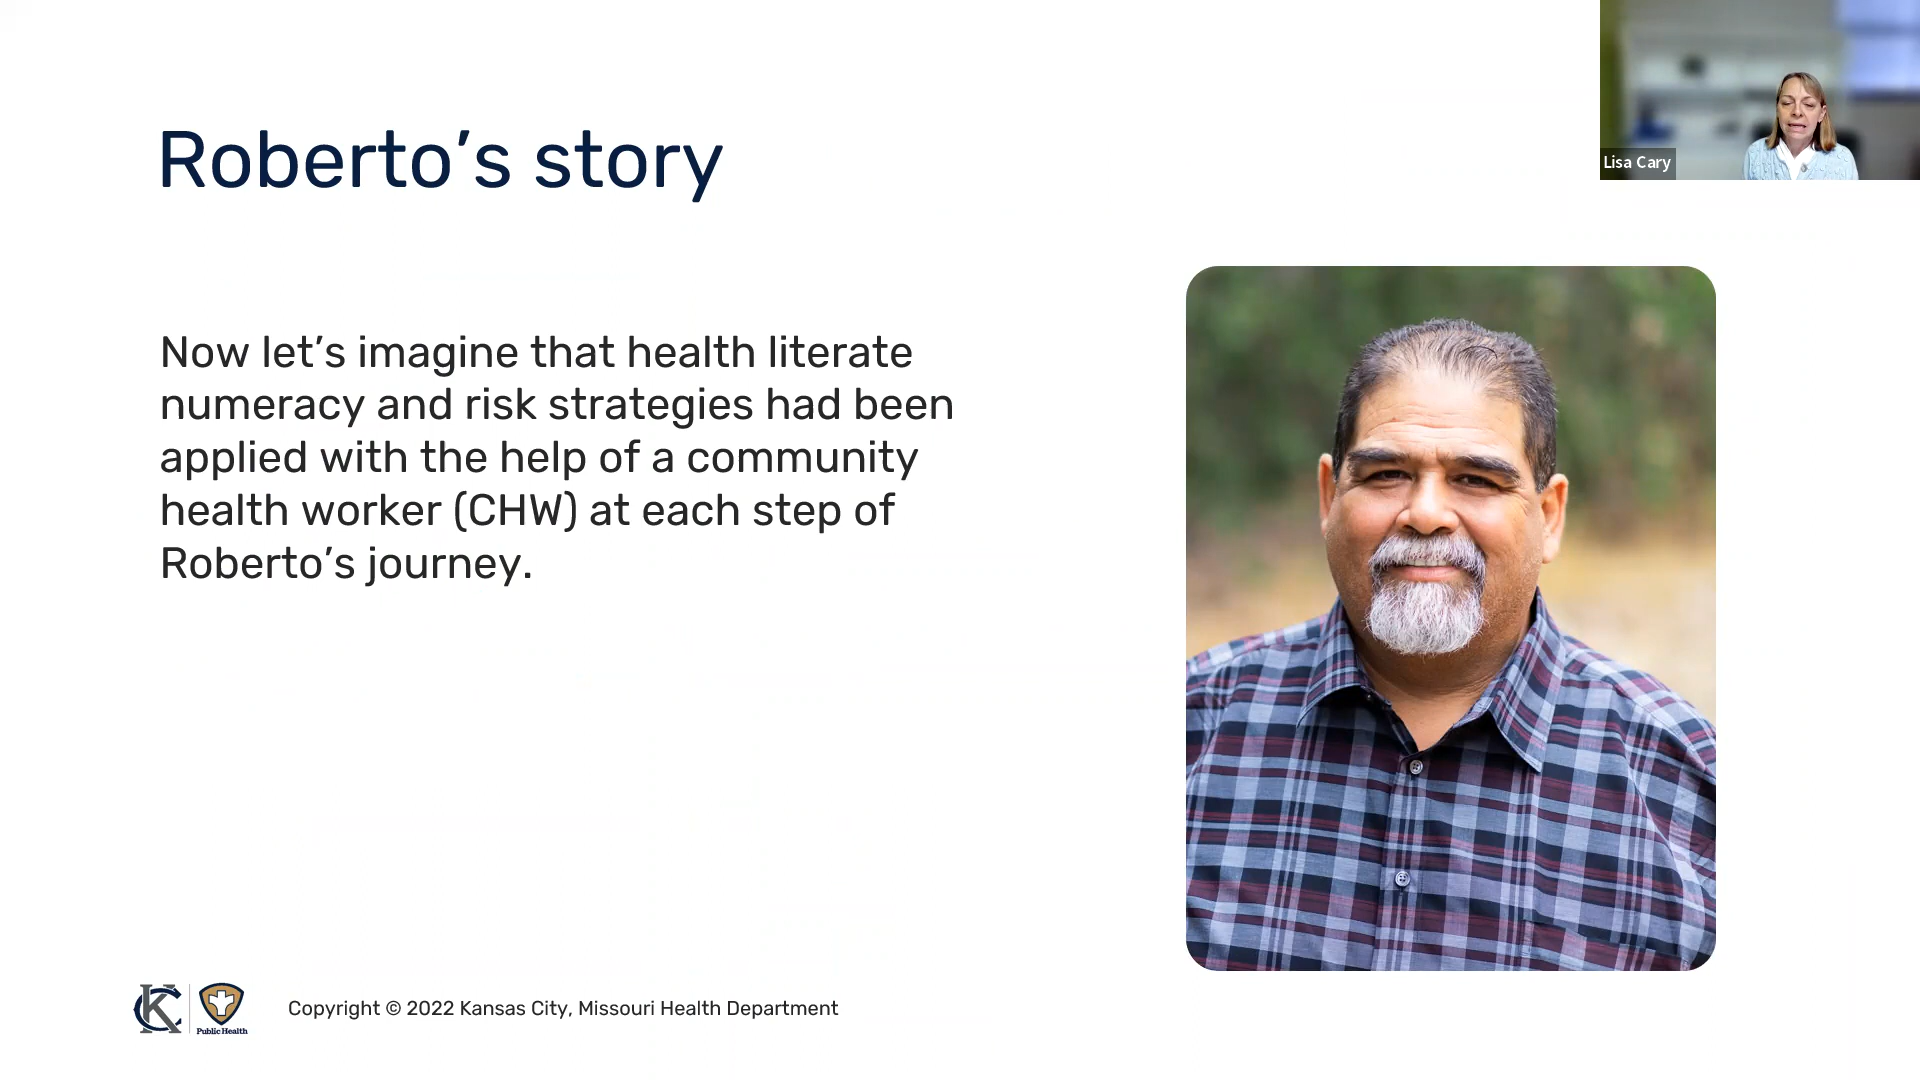 Roberto’s story
Lisa Cary
Now let’s imagine that health literate
numeracy and risk strategies had been
applied with the help of a community
health worker (CHW) at each step of
Roberto’s journey.
KC
Public Health
Copyright © 2022 Kansas City, Missouri Health Department